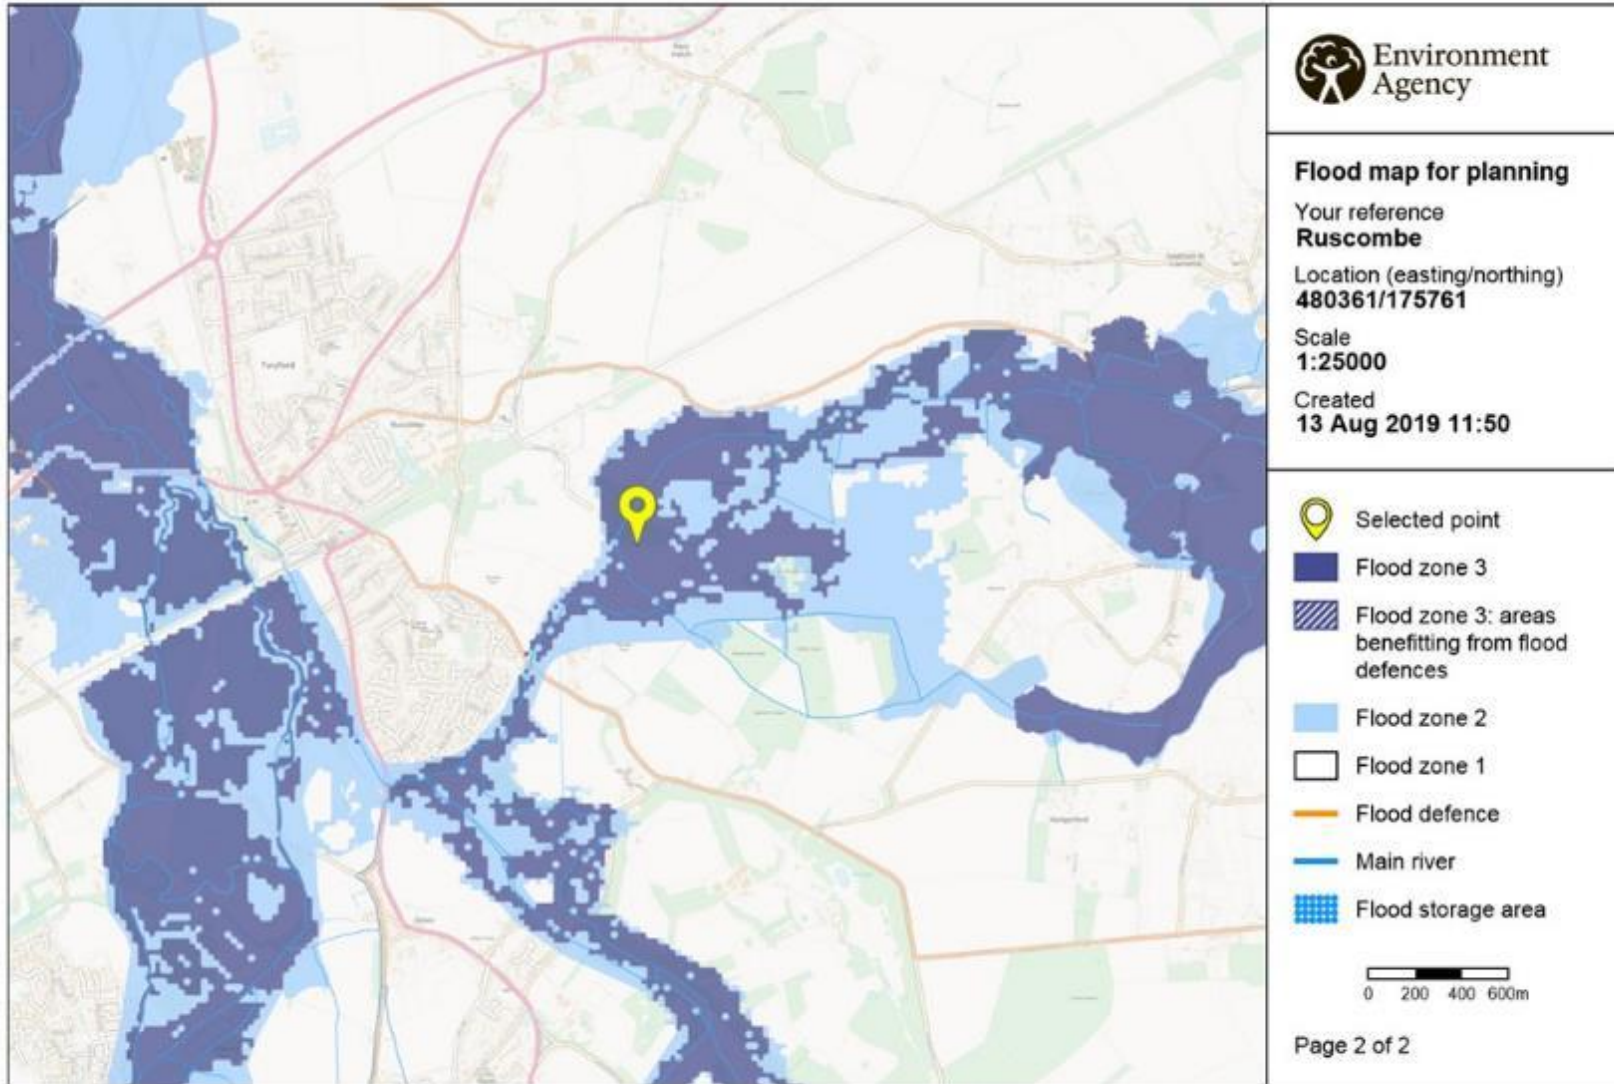 Twyford
Ruscombe
Environment
Agency
Flood map for planning
Your reference
Ruscombe
Location (easting/northing)
480361/175761
Scale
1:25000
Created
13 Aug 2019 11:50
Selected point
Flood zone 3
Flood zone 3: areas
benefitting from flood
defences
Flood zone 2
Flood zone 1
Flood defence
Main river
Flood storage area
0 200 400 600m
Page 2 of 2